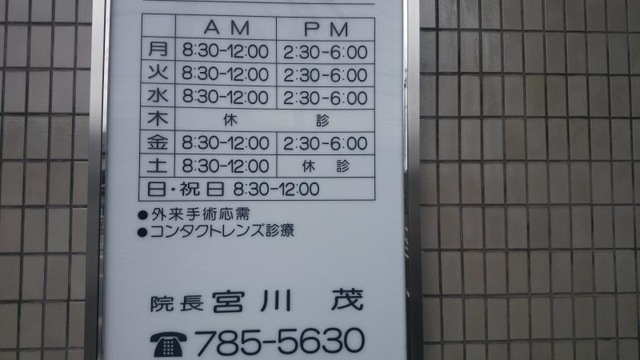 AM PM
月 8:30-12:00 2:30-6:00
火 8:30-12:00 2:30-6:00
水 8:30-12:00 2:30-6:00
木 休 診
金 8:30-12:00 2:30-6:00
土 8:30-12:00 休 診
日・祝日 8:30-12:00
●外来手術応需
●コンタクトレンズ診療
院長 宮川 茂
☎785-5630